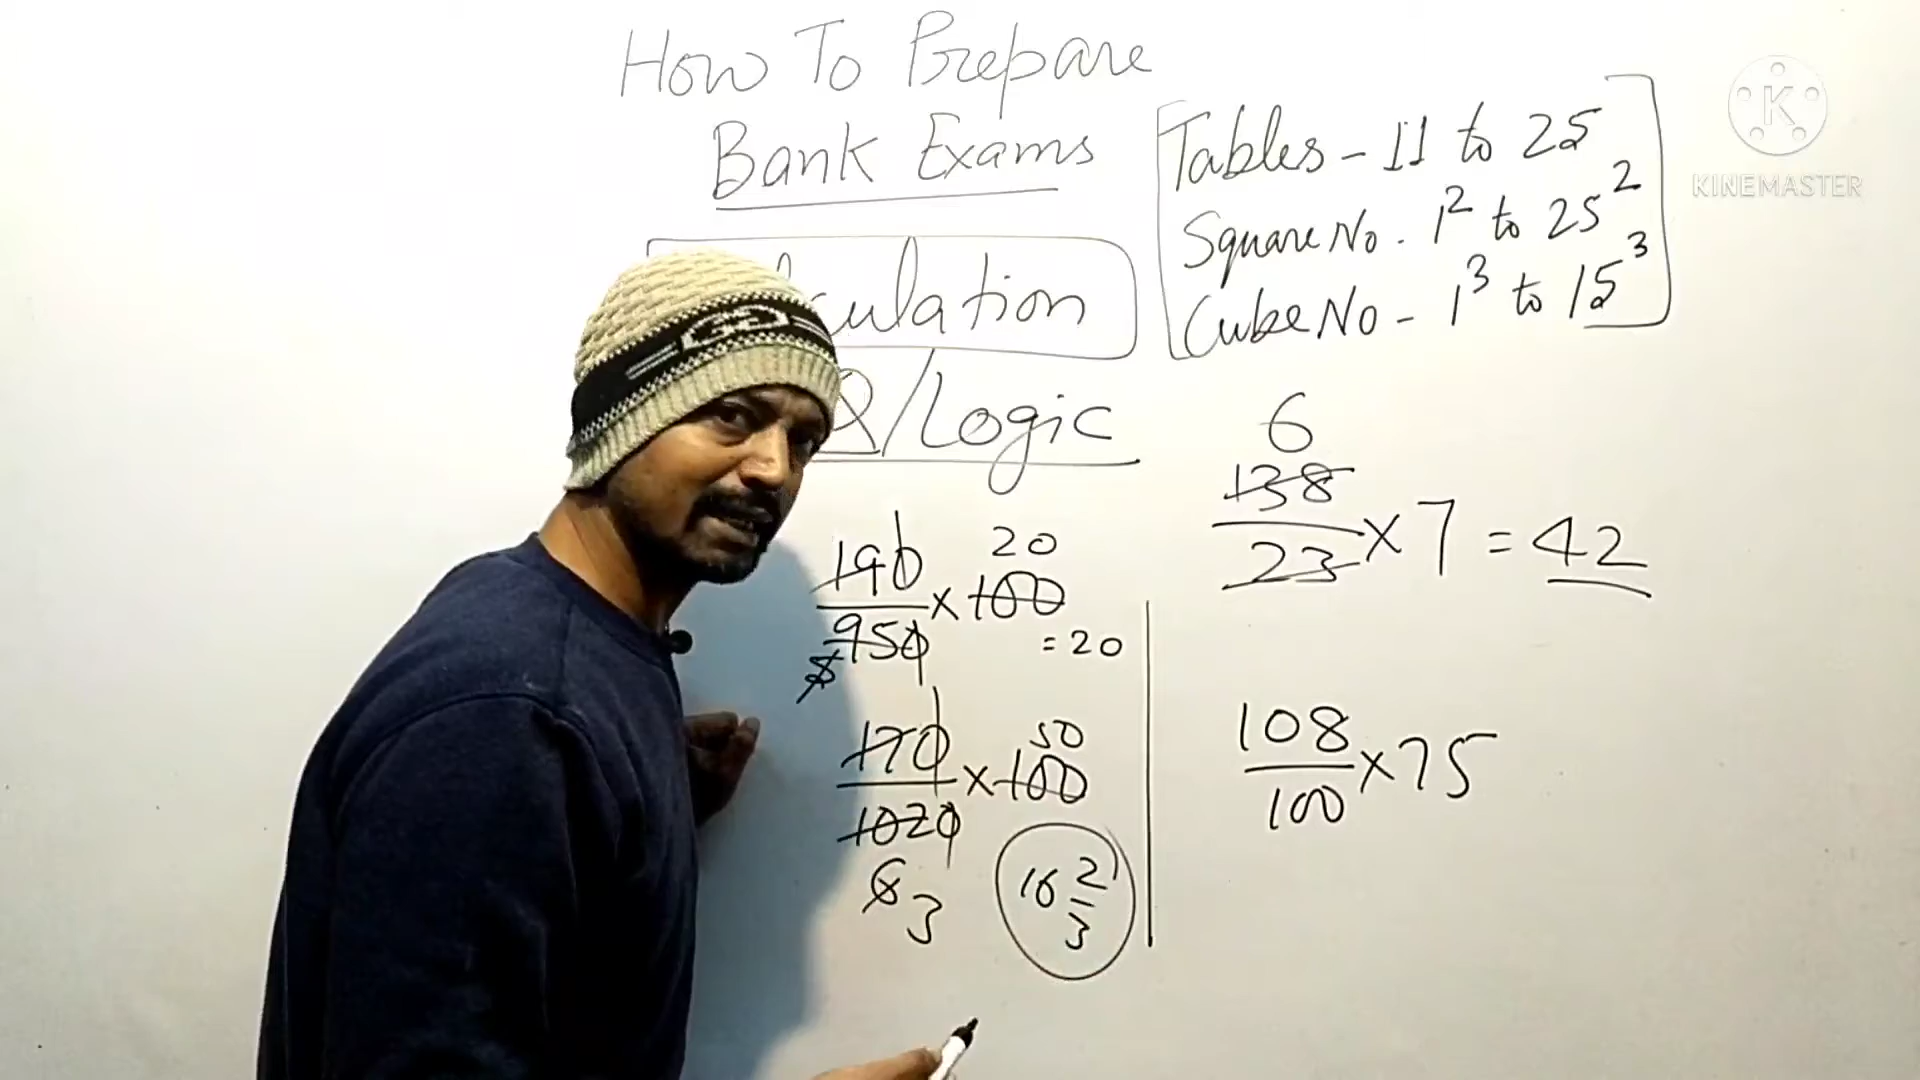 How To Prepare
Bank Exams
Tables - 11 to 25
Square No. 1² to 25²
Cube No - 1³ to 15³
/Logic
190/950 × 100 20
5
= 20
170/1020 × 100 50
6 3
16 2/3
6
138/23 × 7 = 42
108/100 × 75
K
KINEMASTER